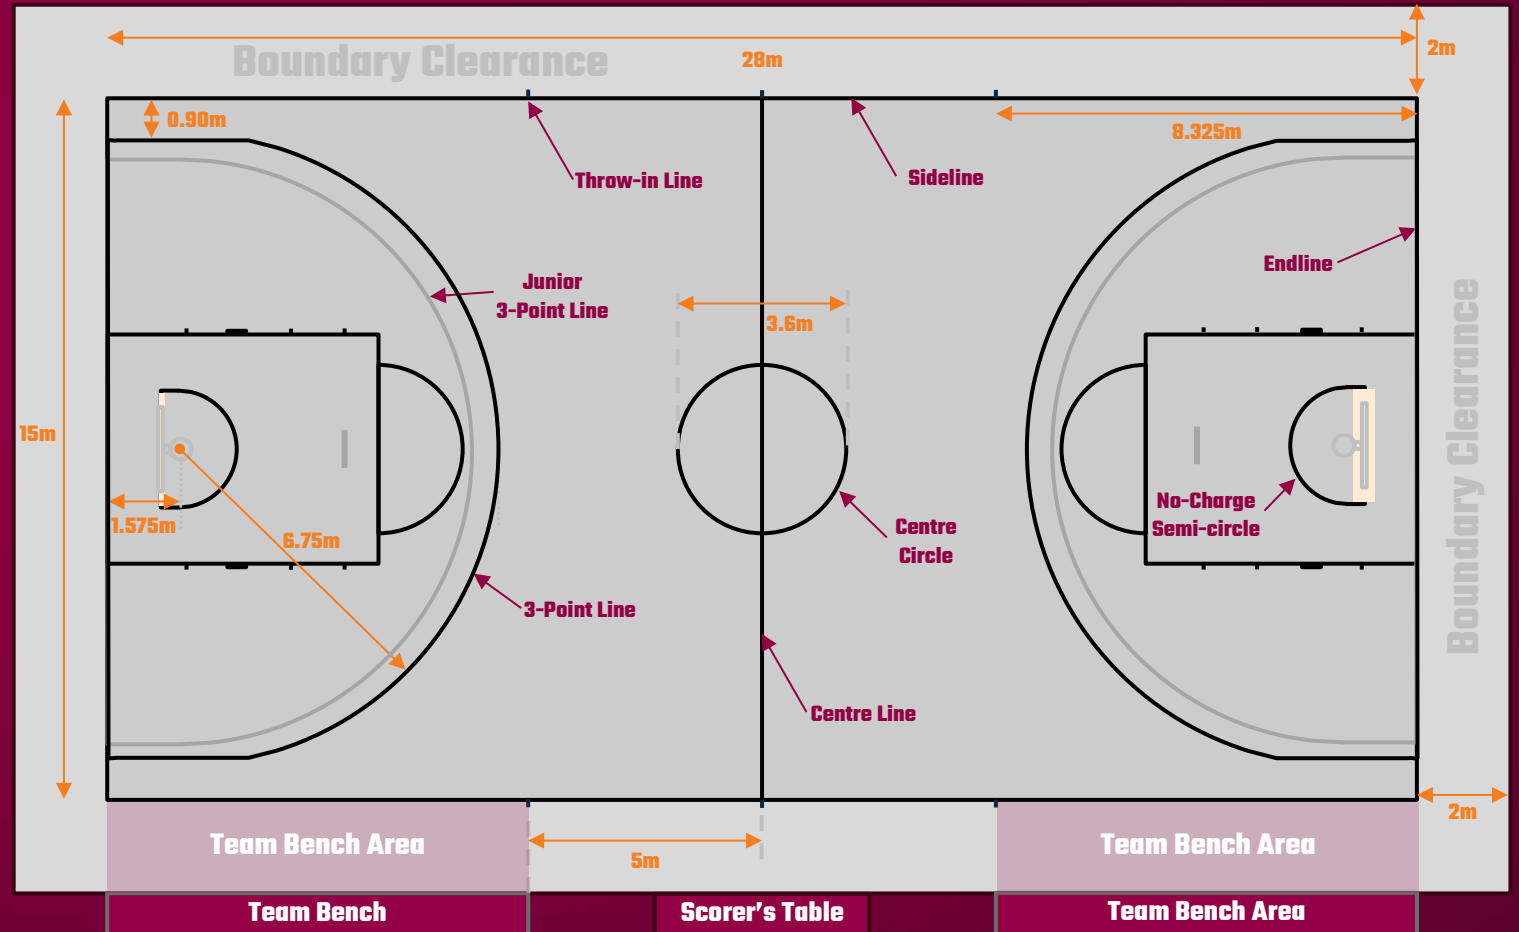 28m
2m
Boundary Clearance
0.90m
8.325m
Throw-in Line
Sideline
Endline
Junior
3-Point Line
3.6m
15m
Boundary Clearance
1.575m
6.75m
No-Charge
Semi-circle
Centre
Circle
3-Point Line
Centre Line
2m
Team Bench Area
5m
Team Bench Area
Team Bench
Scorer's Table
Team Bench Area